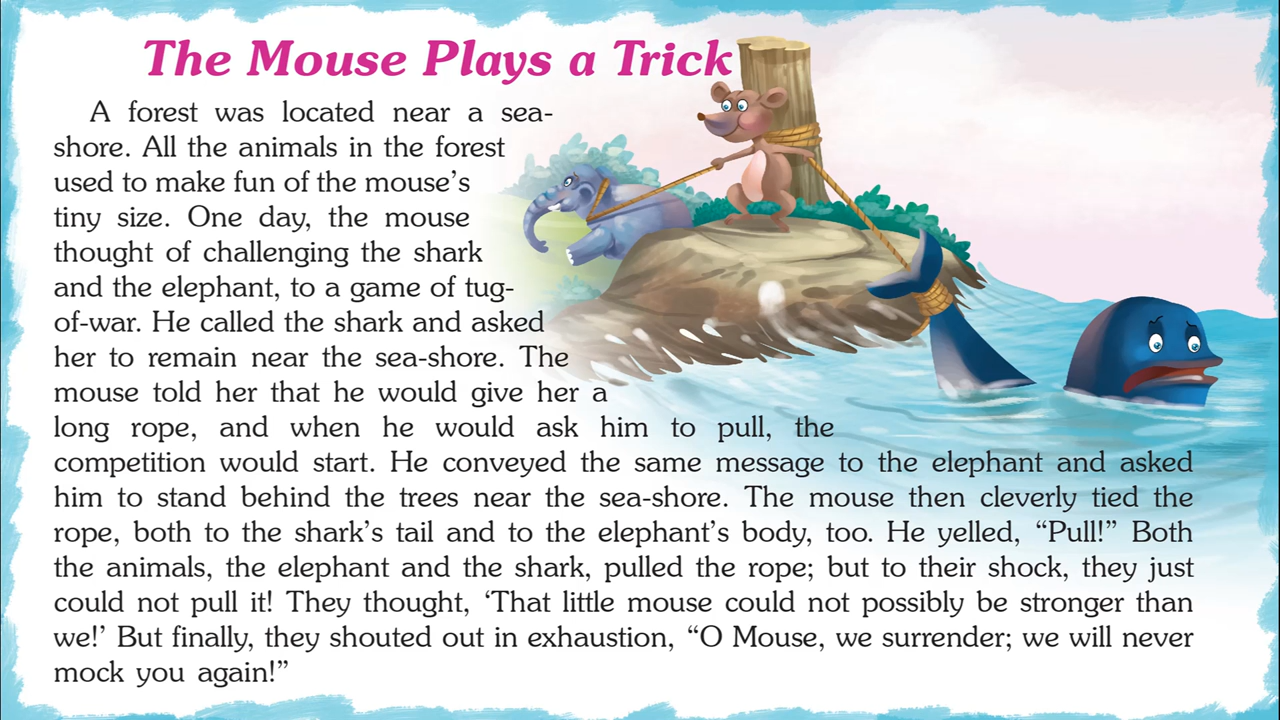 The Mouse Plays a Trick
A forest was located near a sea-
shore. All the animals in the forest
used to make fun of the mouse’s
tiny size. One day, the mouse
thought of challenging the shark
and the elephant, to a game of tug-
of-war. He called the shark and asked
her to remain near the sea-shore. The
mouse told her that he would give her a
long rope, and when he would ask him to pull, the
competition would start. He conveyed the same message to the elephant and asked
him to stand behind the trees near the sea-shore. The mouse then cleverly tied the
rope, both to the shark’s tail and to the elephant’s body, too. He yelled, “Pull!” Both
the animals, the elephant and the shark, pulled the rope; but to their shock, they just
could not pull it! They thought, ‘That little mouse could not possibly be stronger than
we!’ But finally, they shouted out in exhaustion, “O Mouse, we surrender; we will never
mock you again!”